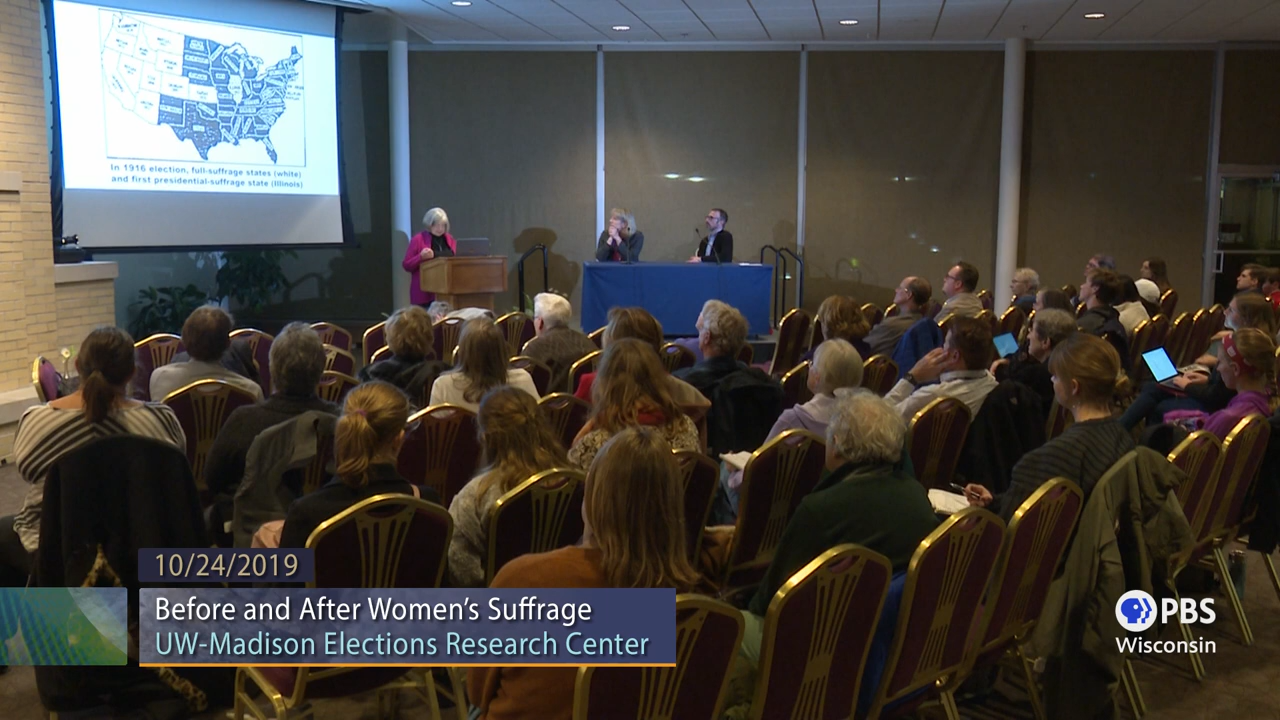 In 1916 election, full-suffrage states (white)
and first presidential-suffrage state (Illinois)
10/24/2019
Before and After Women's Suffrage
UW-Madison Elections Research Center
PBS
Wisconsin